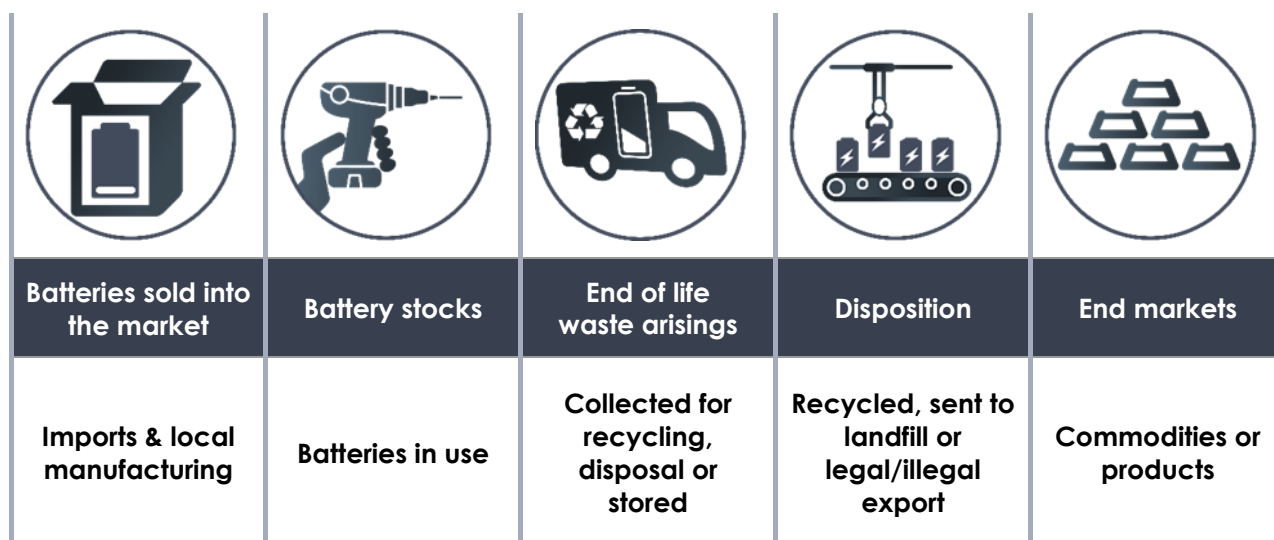 Batteries sold into
the market
Battery stocks
End of life
waste arisings
Disposition
End markets
Imports & local
manufacturing
Batteries in use
Collected for
recycling,
disposal or
stored
Recycled, sent to
landfill or
legal/illegal
export
Commodities or
products